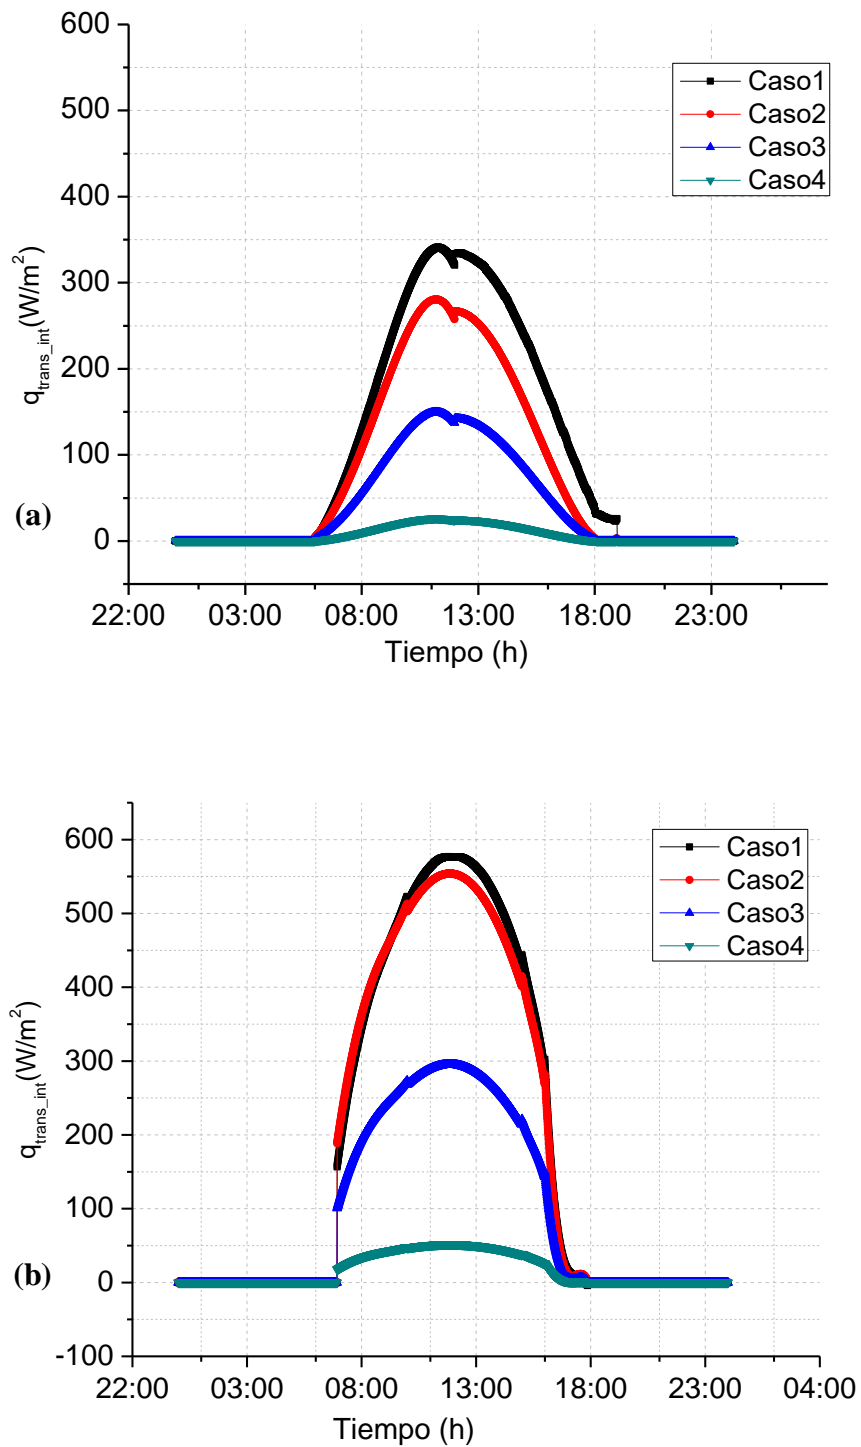 600
500
400
300
200
100
0
q_trans_int(W/m²)
Caso1
Caso2
Caso3
Caso4
(a)
22:00 03:00 08:00 13:00 18:00 23:00
Tiempo (h)
600
500
400
300
200
100
0
-100
q_trans_int(W/m²)
Caso1
Caso2
Caso3
Caso4
(b)
22:00 03:00 08:00 13:00 18:00 23:00 04:00
Tiempo (h)